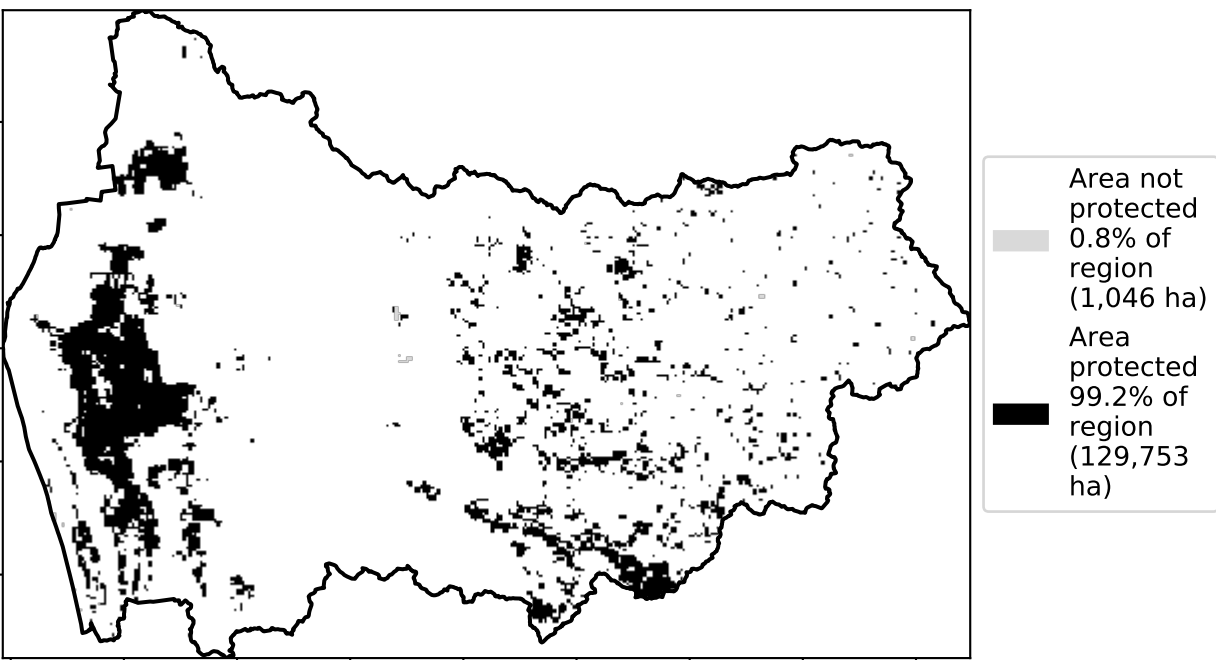 Area not
protected
0.8% of
region
(1,046 ha)
Area
protected
99.2% of
region
(129,753
ha)